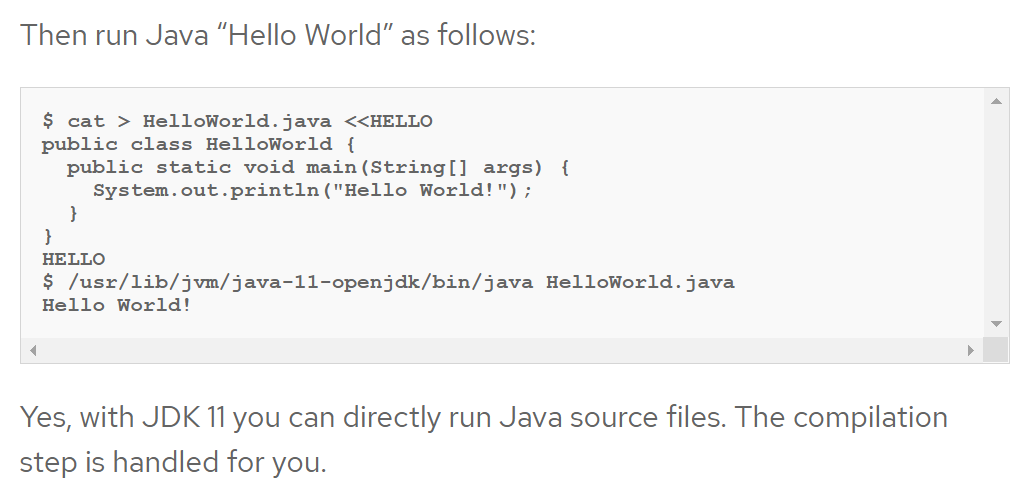 Then run Java “Hello World” as follows:
$ cat > HelloWorld.java <<HELLO
public class HelloWorld {
  public static void main(String[] args) {
    System.out.println("Hello World!");
  }
}
HELLO
$ /usr/lib/jvm/java-11-openjdk/bin/java HelloWorld.java
Hello World!
Yes, with JDK 11 you can directly run Java source files. The compilation
step is handled for you.